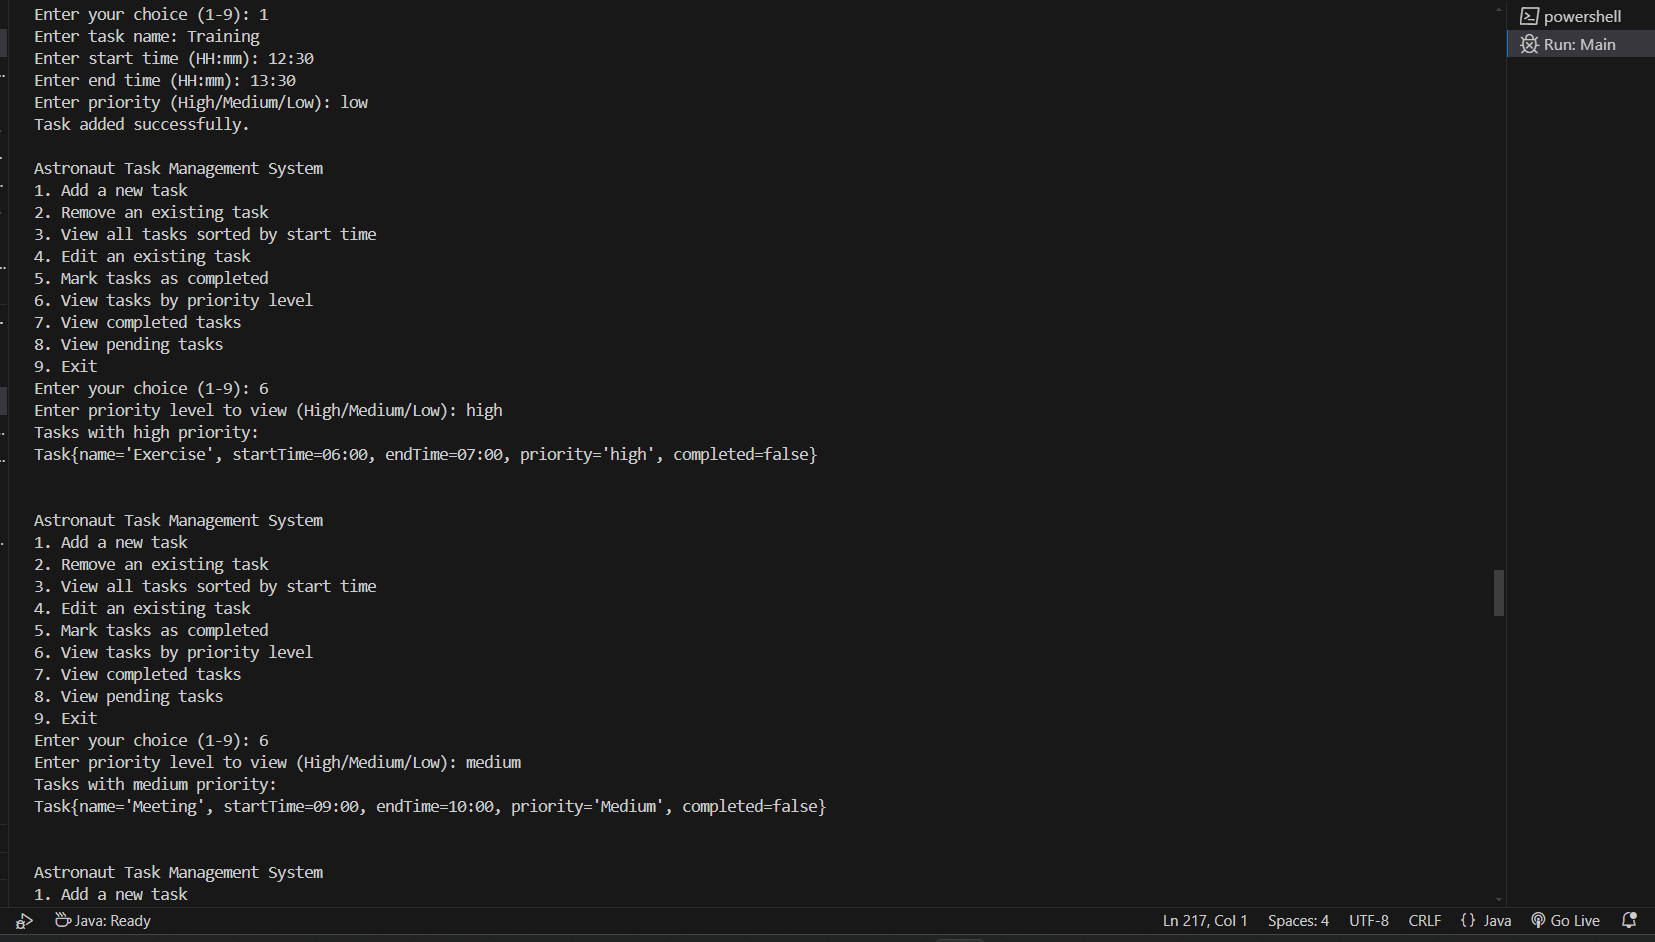 Enter your choice (1-9): 1
Enter task name: Training
Enter start time (HH:mm): 12:30
Enter end time (HH:mm): 13:30
Enter priority (High/Medium/Low): low
Task added successfully.
Astronaut Task Management System
1. Add a new task
2. Remove an existing task
3. View all tasks sorted by start time
4. Edit an existing task
5. Mark tasks as completed
6. View tasks by priority level
7. View completed tasks
8. View pending tasks
9. Exit
Enter your choice (1-9): 6
Enter priority level to view (High/Medium/Low): high
Tasks with high priority:
Task{name='Exercise', startTime=06:00, endTime=07:00, priority='high', completed=false}
Astronaut Task Management System
1. Add a new task
2. Remove an existing task
3. View all tasks sorted by start time
4. Edit an existing task
5. Mark tasks as completed
6. View tasks by priority level
7. View completed tasks
8. View pending tasks
9. Exit
Enter your choice (1-9): 6
Enter priority level to view (High/Medium/Low): medium
Tasks with medium priority:
Task{name='Meeting', startTime=09:00, endTime=10:00, priority='Medium', completed=false}
Astronaut Task Management System
1. Add a new task
powershell
Run: Main
Java: Ready
Ln 217, Col 1
Spaces: 4
UTF-8
CRLF
{} Java
Go Live